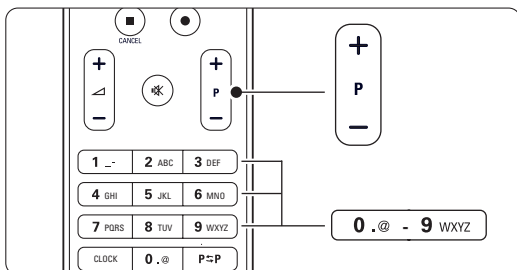 CANCEL
+ +
P
– –
+
P
–
1 _- 2 ABC 3 DEF
4 GHI 5 JKL 6 MNO
7 PQRS 8 TUV 9 WXYZ
0 .@ - 9 WXYZ
CLOCK 0 .@ P P